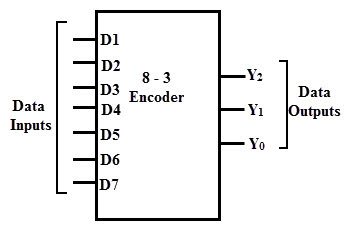 Data
Inputs
D1
D2
D3
D4
D5
D6
D7
8 - 3
Encoder
Y2
Y1
Y0
Data
Outputs